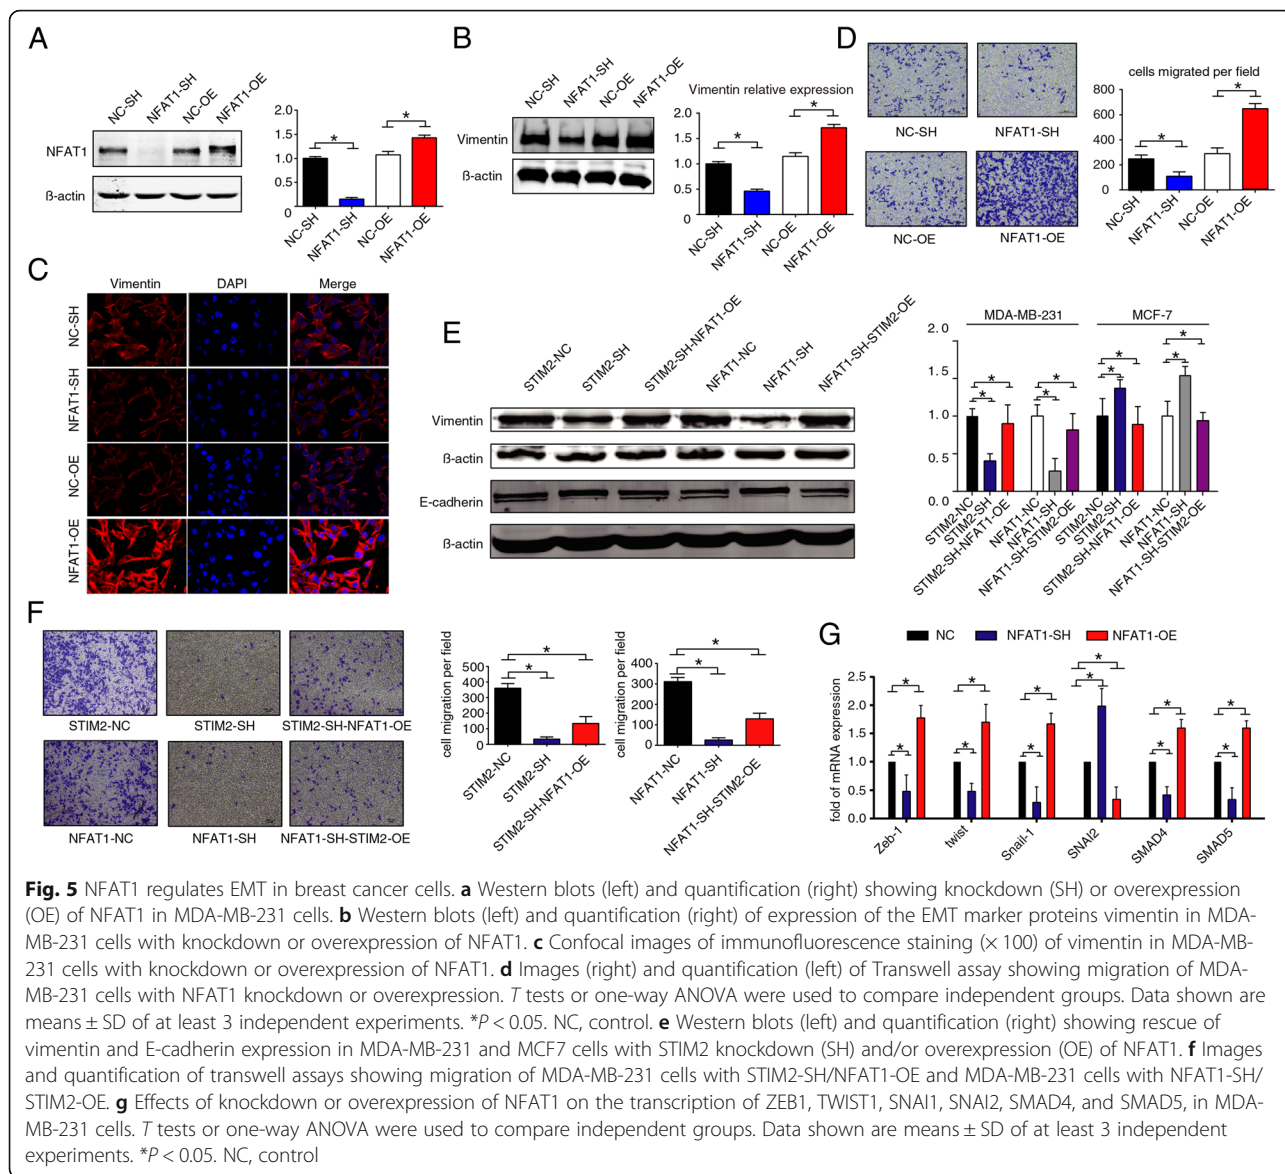 A
NC-SH
NFAT1-SH
NC-OE
NFAT1-OE
NFAT1
ß-actin
2.0
1.5
1.0
0.5
0
*
*
NC-SH
NFAT1-SH
NC-OE
NFAT1-OE
B
NC-SH
NFAT1-SH
NC-OE
NFAT1-OE
Vimentin
ß-actin
Vimentin relative expression
2.0
1.5
1.0
0.5
0
*
*
NC-SH
NFAT1-SH
NC-OE
NFAT1-OE
D
NC-SH
NFAT1-SH
NC-OE
NFAT1-OE
cells migrated per field
800
600
400
200
0
*
*
NC-SH
NFAT1-SH
NC-OE
NFAT1-OE
C
Vimentin DAPI Merge
NC-SH
NFAT1-SH
NC-OE
NFAT1-OE
E
STIM2-NC
STIM2-SH
STIM2-SH-NFAT1-OE
NFAT1-NC
NFAT1-SH
NFAT1-SH-STIM2-OE
Vimentin
ß-actin
E-cadherin
ß-actin
MDA-MB-231 MCF-7
2.0
1.0
0.5
0.0
* * * * * * * *
STIM2-NC
STIM2-SH
STIM2-SH-NFAT1-OE
NFAT1-NC
NFAT1-SH
NFAT1-SH-STIM2-OE
STIM2-NC
STIM2-SH
STIM2-SH-NFAT1-OE
NFAT1-NC
NFAT1-SH
NFAT1-SH-STIM2-OE
F
STIM2-NC
STIM2-SH
STIM2-SH-NFAT1-OE
NFAT1-NC
NFAT1-SH
NFAT1-SH-STIM2-OE
cell migration per field
500
400
300
200
100
0
*
*
STIM2-NC
STIM2-SH
STIM2-SH-NFAT1-OE
cell migration per field
400
300
200
100
0
*
*
NFAT1-NC
NFAT1-SH
NFAT1-SH-STIM2-OE
G
NC NFAT1-SH NFAT1-OE
fold of mRNA expression
2.5
2.0
1.5
1.0
0.5
0.0
* * * * * * * * * * * *
Zeb-1
twist
Snail-1
SNAI2
SMAD4
SMAD5
Fig. 5 NFAT1 regulates EMT in breast cancer cells. a Western blots (left) and quantification (right) showing knockdown (SH) or overexpression
(OE) of NFAT1 in MDA-MB-231 cells. b Western blots (left) and quantification (right) of expression of the EMT marker proteins vimentin in MDA-
MB-231 cells with knockdown or overexpression of NFAT1. c Confocal images of immunofluorescence staining (× 100) of vimentin in MDA-MB-
231 cells with knockdown or overexpression of NFAT1. d Images (right) and quantification (left) of Transwell assay showing migration of MDA-
MB-231 cells with NFAT1 knockdown or overexpression. T tests or one-way ANOVA were used to compare independent groups. Data shown are
means ± SD of at least 3 independent experiments. *P < 0.05. NC, control. e Western blots (left) and quantification (right) showing rescue of
vimentin and E-cadherin expression in MDA-MB-231 and MCF7 cells with STIM2 knockdown (SH) and/or overexpression (OE) of NFAT1. f Images
and quantification of transwell assays showing migration of MDA-MB-231 cells with STIM2-SH/NFAT1-OE and MDA-MB-231 cells with NFAT1-SH/
STIM2-OE. g Effects of knockdown or overexpression of NFAT1 on the transcription of ZEB1, TWIST1, SNAI1, SNAI2, SMAD4, and SMAD5, in MDA-
MB-231 cells. T tests or one-way ANOVA were used to compare independent groups. Data shown are means ± SD of at least 3 independent
experiments. *P < 0.05. NC, control